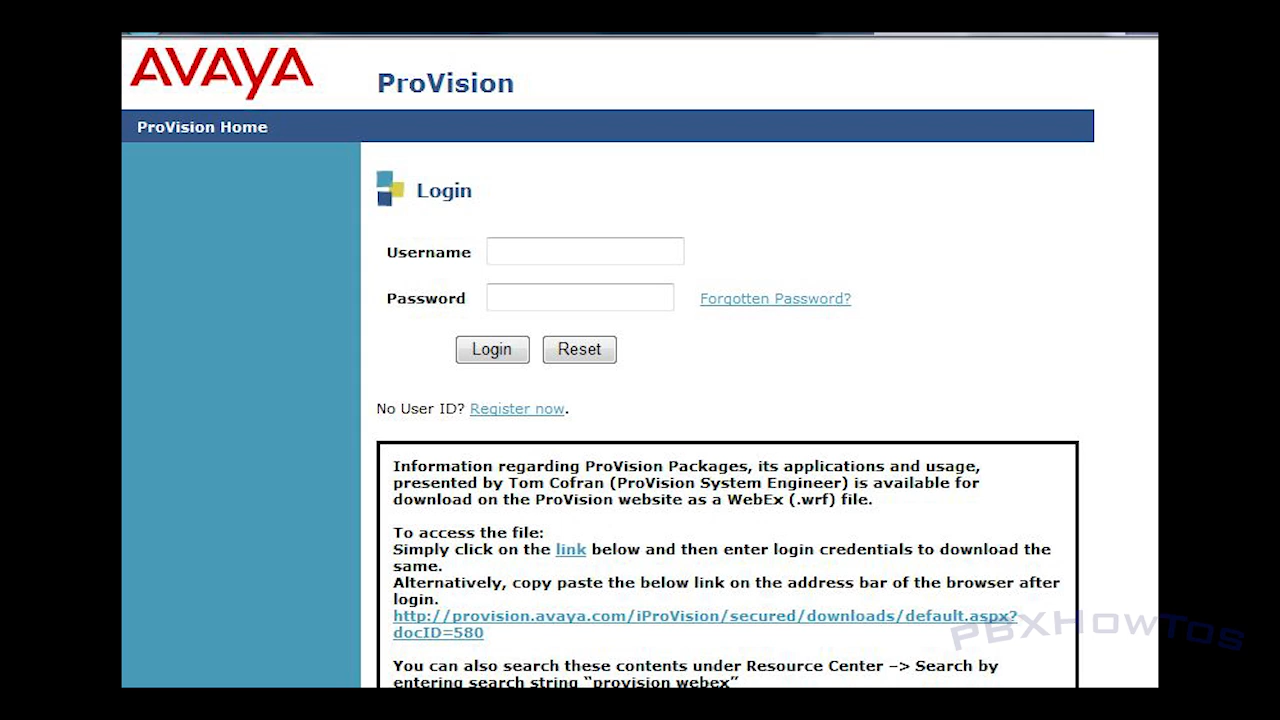 AVAYA
ProVision
ProVision Home
Login
Username
Password
Forgotten Password?
Login
Reset
No User ID? Register now.
Information regarding ProVision Packages, its applications and usage,
presented by Tom Cofran (ProVision System Engineer) is available for
download on the ProVision website as a WebEx (.wrf) file.
To access the file:
Simply click on the link below and then enter login credentials to download the
same.
Alternatively, copy paste the below link on the address bar of the browser after
login.
http://provision.avaya.com/iProVision/secured/downloads/default.aspx?
docID=580
PBXHowTos
You can also search these contents under Resource Center –> Search by
entering search string “provision webex”